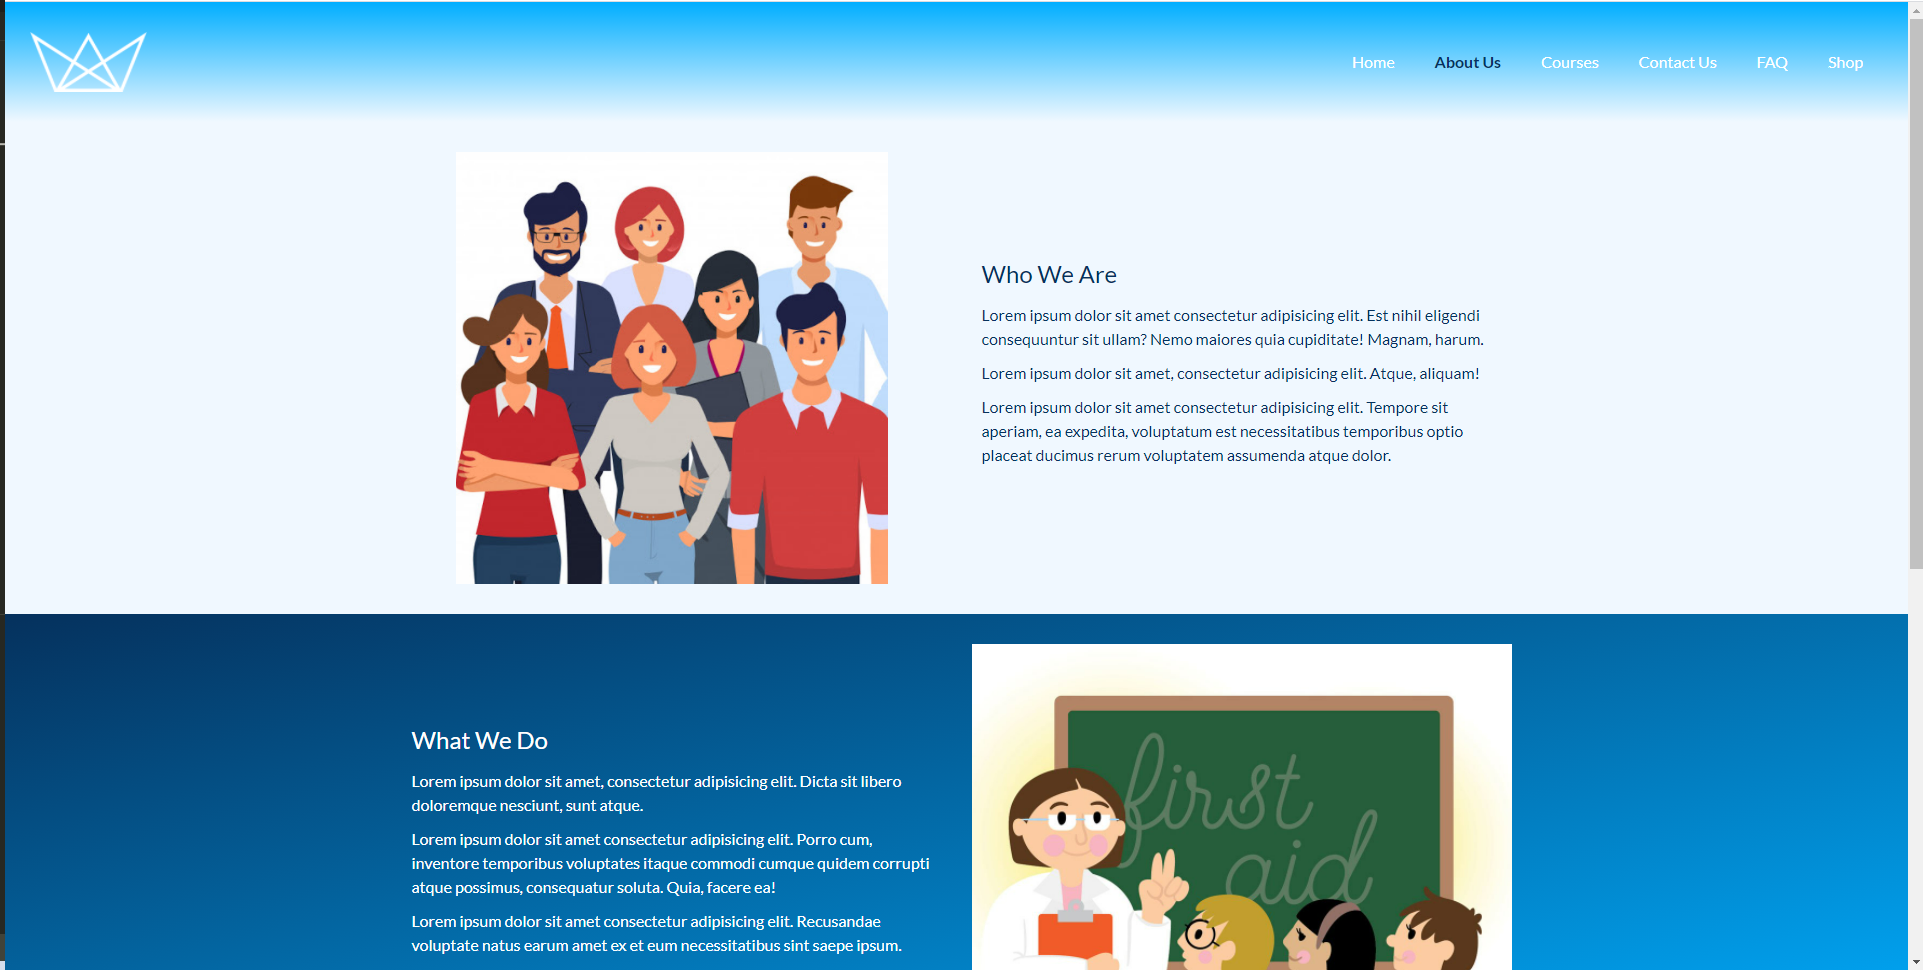 Home About Us Courses Contact Us FAQ Shop
Who We Are
Lorem ipsum dolor sit amet consectetur adipisicing elit. Est nihil eligendi
consequuntur sit ullam? Nemo maiores quia cupiditate! Magnam, harum.
Lorem ipsum dolor sit amet, consectetur adipisicing elit. Atque, aliquam!
Lorem ipsum dolor sit amet consectetur adipisicing elit. Tempore sit
aperiam, ea expedita, voluptatum est necessitatibus temporibus optio
placeat ducimus rerum voluptatem assumenda atque dolor.
What We Do
Lorem ipsum dolor sit amet, consectetur adipisicing elit. Dicta sit libero
doloremque nesciunt, sunt atque.
Lorem ipsum dolor sit amet consectetur adipisicing elit. Porro cum,
inventore temporibus voluptates itaque commodi cumque quidem corrupti
atque possimus, consequatur soluta. Quia, facere ea!
Lorem ipsum dolor sit amet consectetur adipisicing elit. Recusandae
voluptate natus earum amet ex et eum necessitatibus sint saepe ipsum.
first
aid